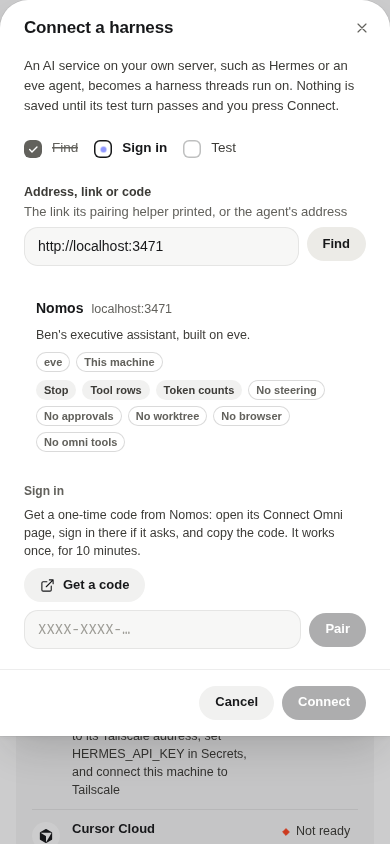 Connect a harness
An AI service on your own server, such as Hermes or an
eve agent, becomes a harness threads run on. Nothing is
saved until its test turn passes and you press Connect.
Find Sign in Test
Address, link or code
The link its pairing helper printed, or the agent's address
http://localhost:3471 Find
Nomos localhost:3471
Ben's executive assistant, built on eve.
eve This machine
Stop Tool rows Token counts No steering
No approvals No worktree No browser
No omni tools
Sign in
Get a one-time code from Nomos: open its Connect Omni
page, sign in there if it asks, and copy the code. It works
once, for 10 minutes.
Get a code
XXXX-XXXX-… Pair
Cancel Connect
to its Tailscale address, set
HERMES_API_KEY in Secrets,
and connect this machine to
Tailscale
Cursor Cloud Not ready